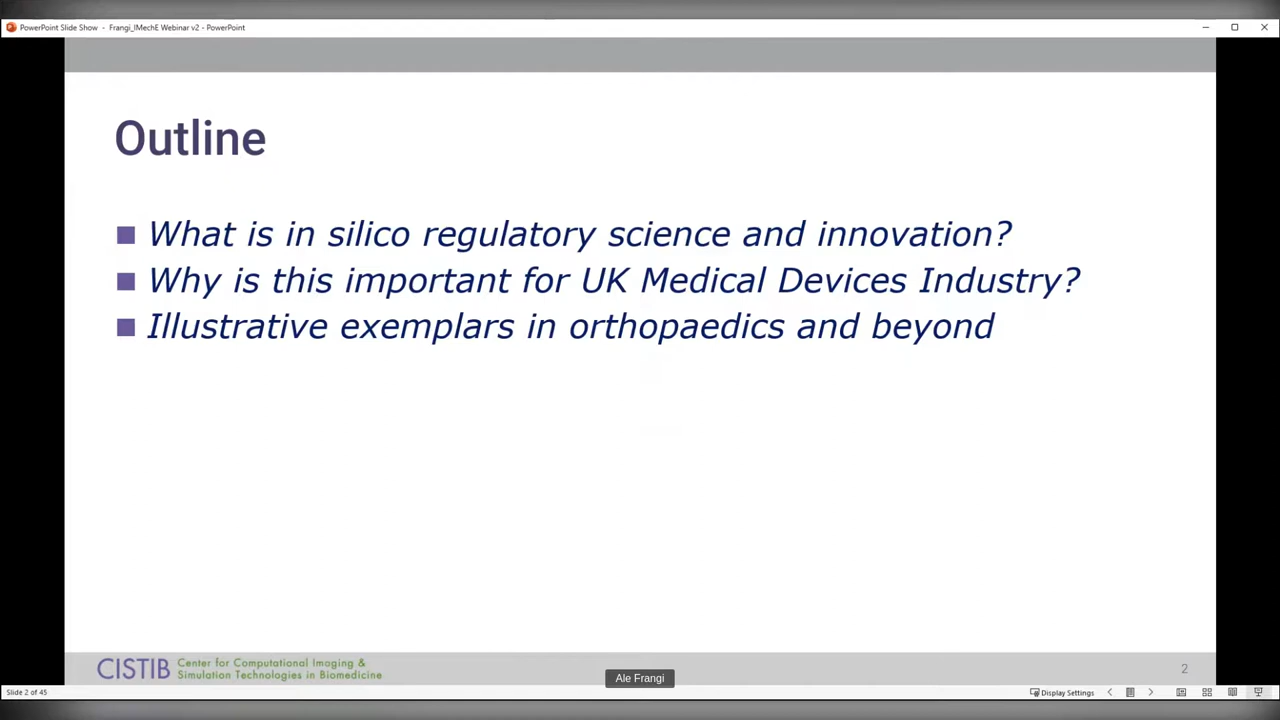 PowerPoint Slide Show - Frangi_IMechE Webinar v2 - PowerPoint
Outline
What is in silico regulatory science and innovation?
Why is this important for UK Medical Devices Industry?
Illustrative exemplars in orthopaedics and beyond
CISTIB Center for Computational Imaging &
Simulation Technologies in Biomedicine
2
Ale Frangi
Slide 2 of 45
Display Settings